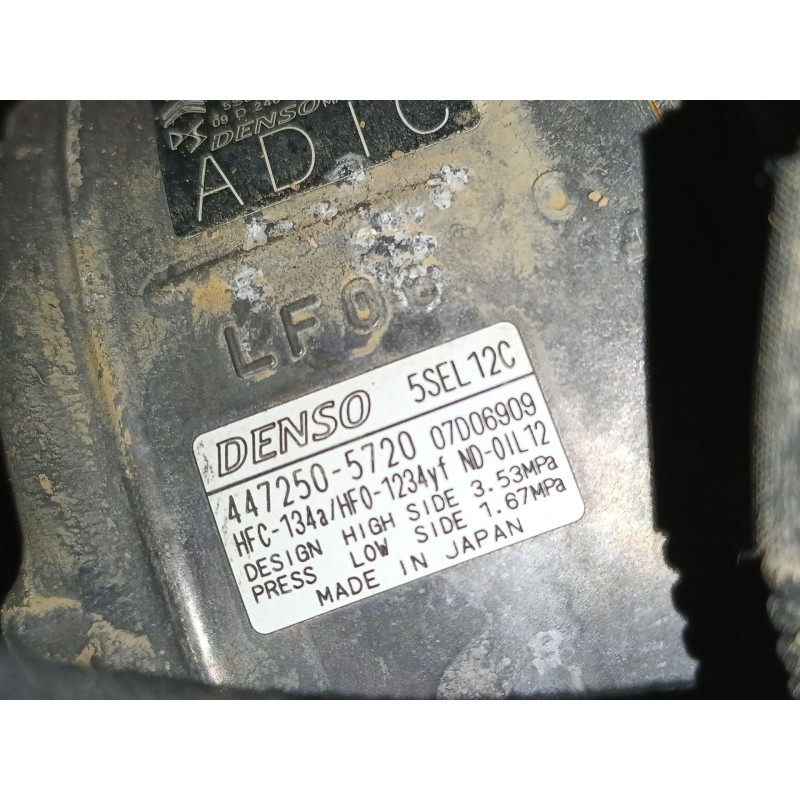 DENSO
ADTC
LF06
DENSO 5SEL12C
447250-5720 07D06909
HFC-134a/HFO-1234yf ND-OIL12
DESIGN HIGH SIDE 3.53MPa
PRESS LOW SIDE 1.67MPa
MADE IN JAPAN